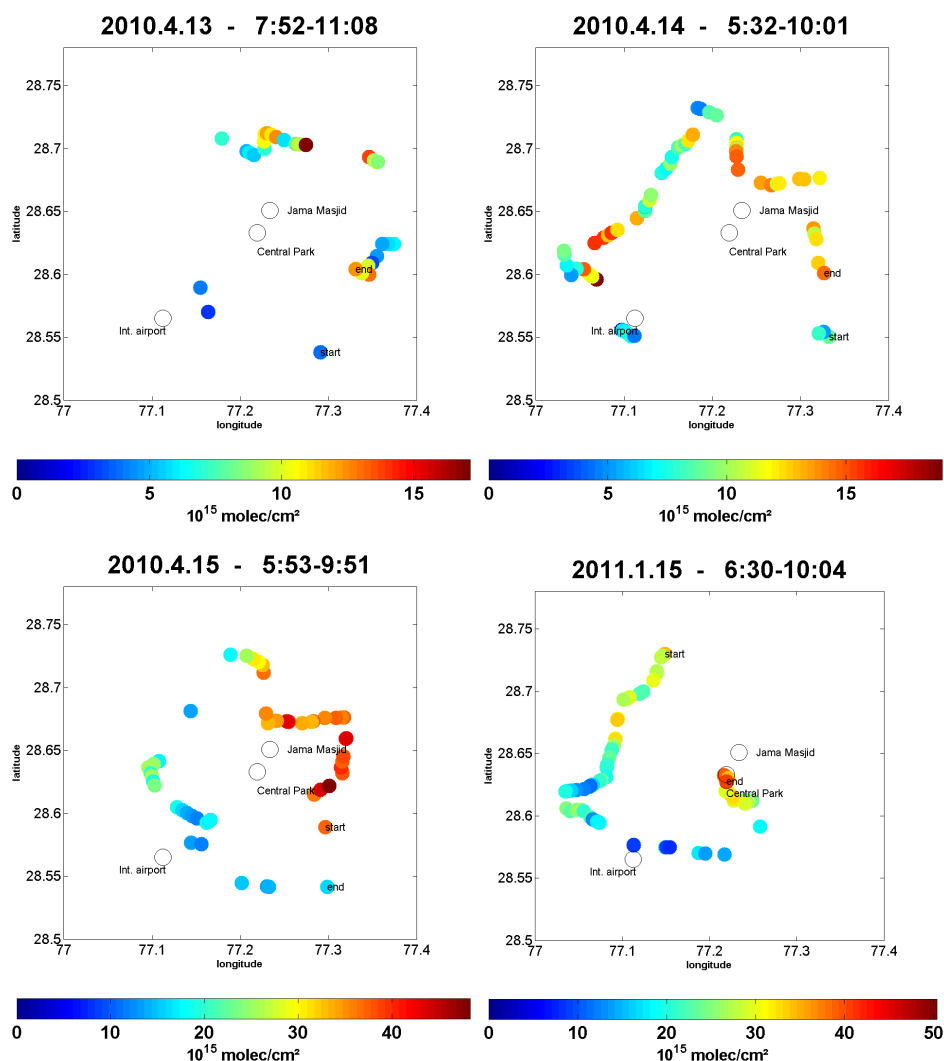 2010.4.13 - 7:52-11:08
28.75
28.7
28.65
28.6
28.55
28.5
latitude
Jama Masjid
Central Park
end
Int. airport
start
77 77.1 77.2 77.3 77.4
longitude
0 5 10 15
10^15 molec/cm²
2010.4.14 - 5:32-10:01
28.75
28.7
28.65
28.6
28.55
28.5
latitude
Jama Masjid
Central Park
end
Int. airport
start
77 77.1 77.2 77.3 77.4
longitude
0 5 10 15
10^15 molec/cm²
2010.4.15 - 5:53-9:51
28.75
28.7
28.65
28.6
28.55
28.5
latitude
Jama Masjid
Central Park
start
Int. airport
end
77 77.1 77.2 77.3 77.4
longitude
0 10 20 30 40
10^15 molec/cm²
2011.1.15 - 6:30-10:04
28.75
28.7
28.65
28.6
28.55
28.5
latitude
start
Jama Masjid
end
Central Park
Int. airport
77 77.1 77.2 77.3 77.4
longitude
0 10 20 30 40 50
10^15 molec/cm²